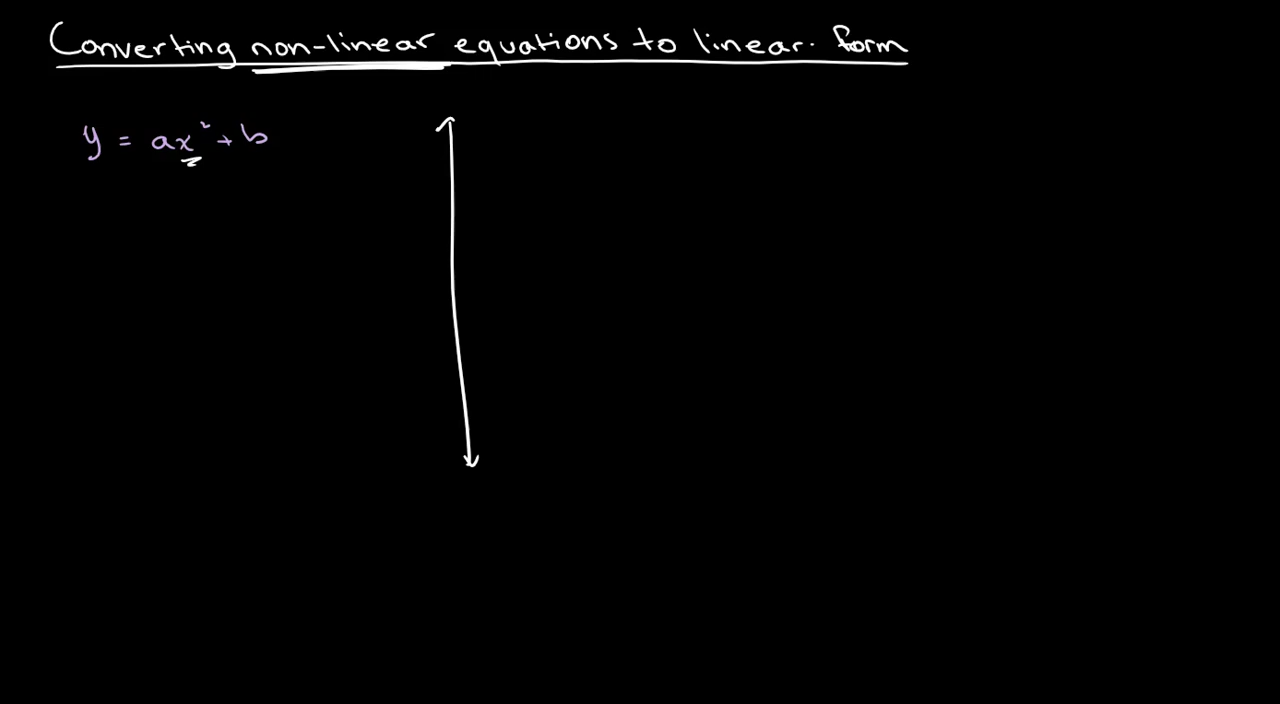 Converting non-linear equations to linear. form
y = ax² + b